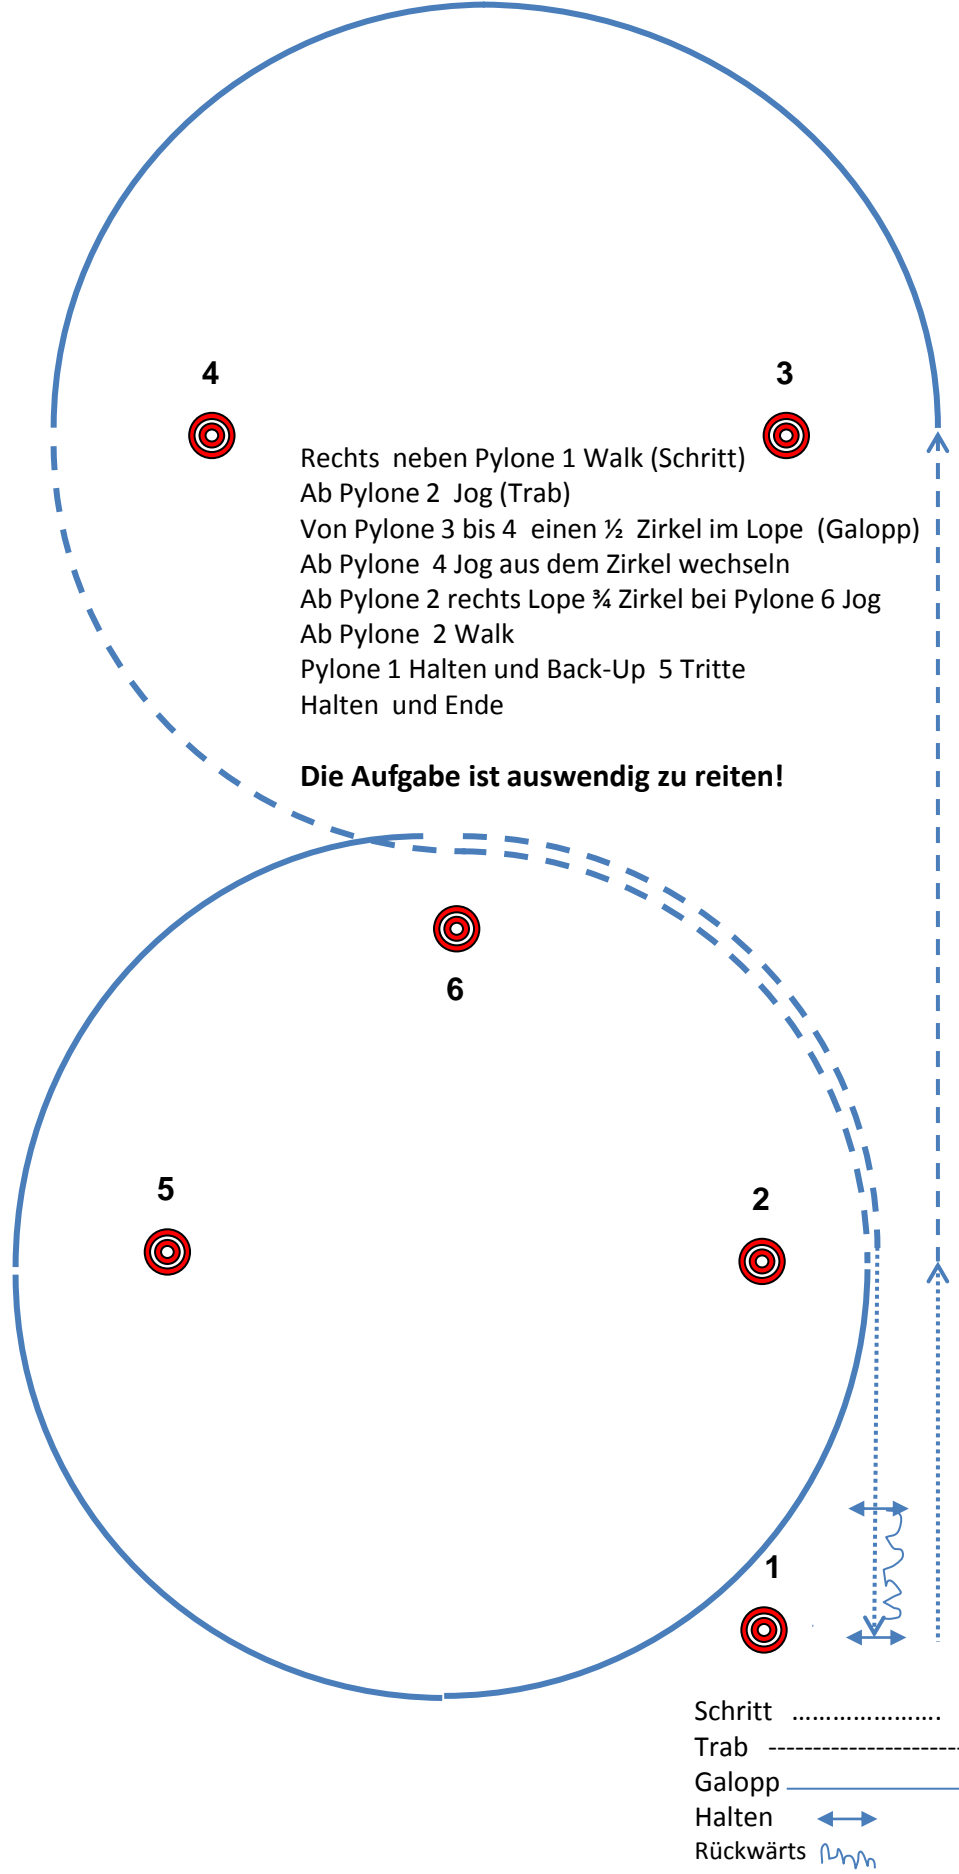 4
3
Rechts neben Pylone 1 Walk (Schritt)
Ab Pylone 2 Jog (Trab)
Von Pylone 3 bis 4 einen ½ Zirkel im Lope (Galopp)
Ab Pylone 4 Jog aus dem Zirkel wechseln
Ab Pylone 2 rechts Lope ¾ Zirkel bei Pylone 6 Jog
Ab Pylone 2 Walk
Pylone 1 Halten und Back-Up 5 Tritte
Halten und Ende
Die Aufgabe ist auswendig zu reiten!
6
5
2
1
Schritt
Trab
Galopp
Halten
Rückwärts